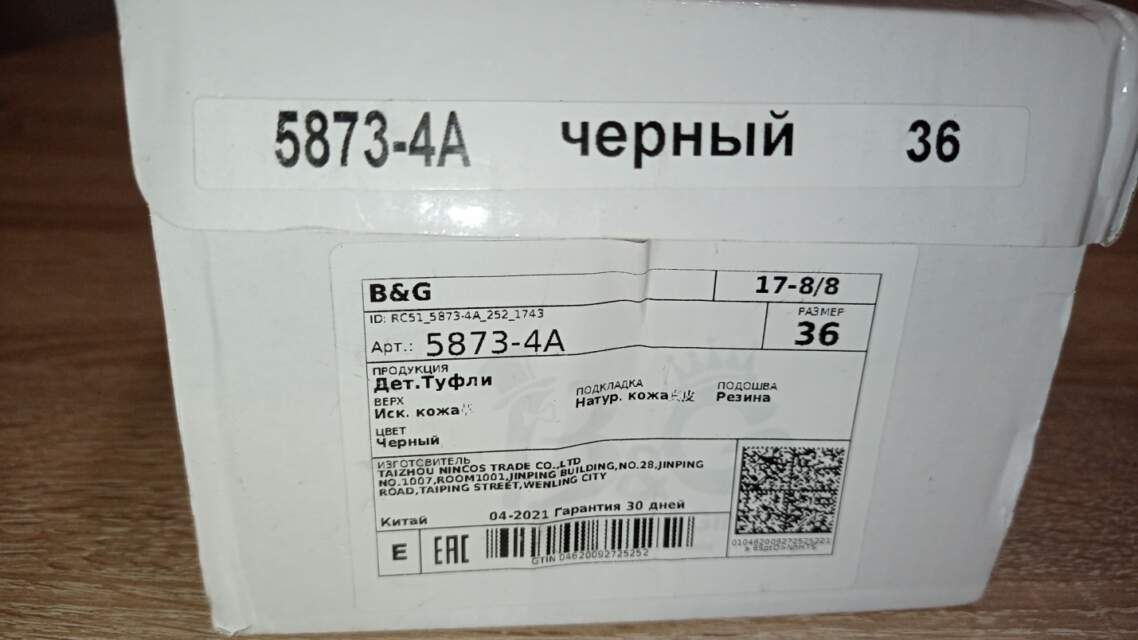 5873-4A черный 36
B&G 17-8/8
ID: RC51_5873-4A_252_1743
РАЗМЕР
Арт.: 5873-4A 36
ПРОДУКЦИЯ
Дет.Туфли
ВЕРХ ПОДКЛАДКА ПОДОШВА
Иск. кожа Натур. кожа Резина
ЦВЕТ
Черный
ИЗГОТОВИТЕЛЬ
TAIZHOU NINCOS TRADE CO.,LTD
NO.1007,ROOM1001,JINPING BUILDING,NO.28,JINPING
ROAD,TAIPING STREET,WENLING CITY
Китай 04-2021 Гарантия 30 дней
E EAC
GTIN 04620092725252